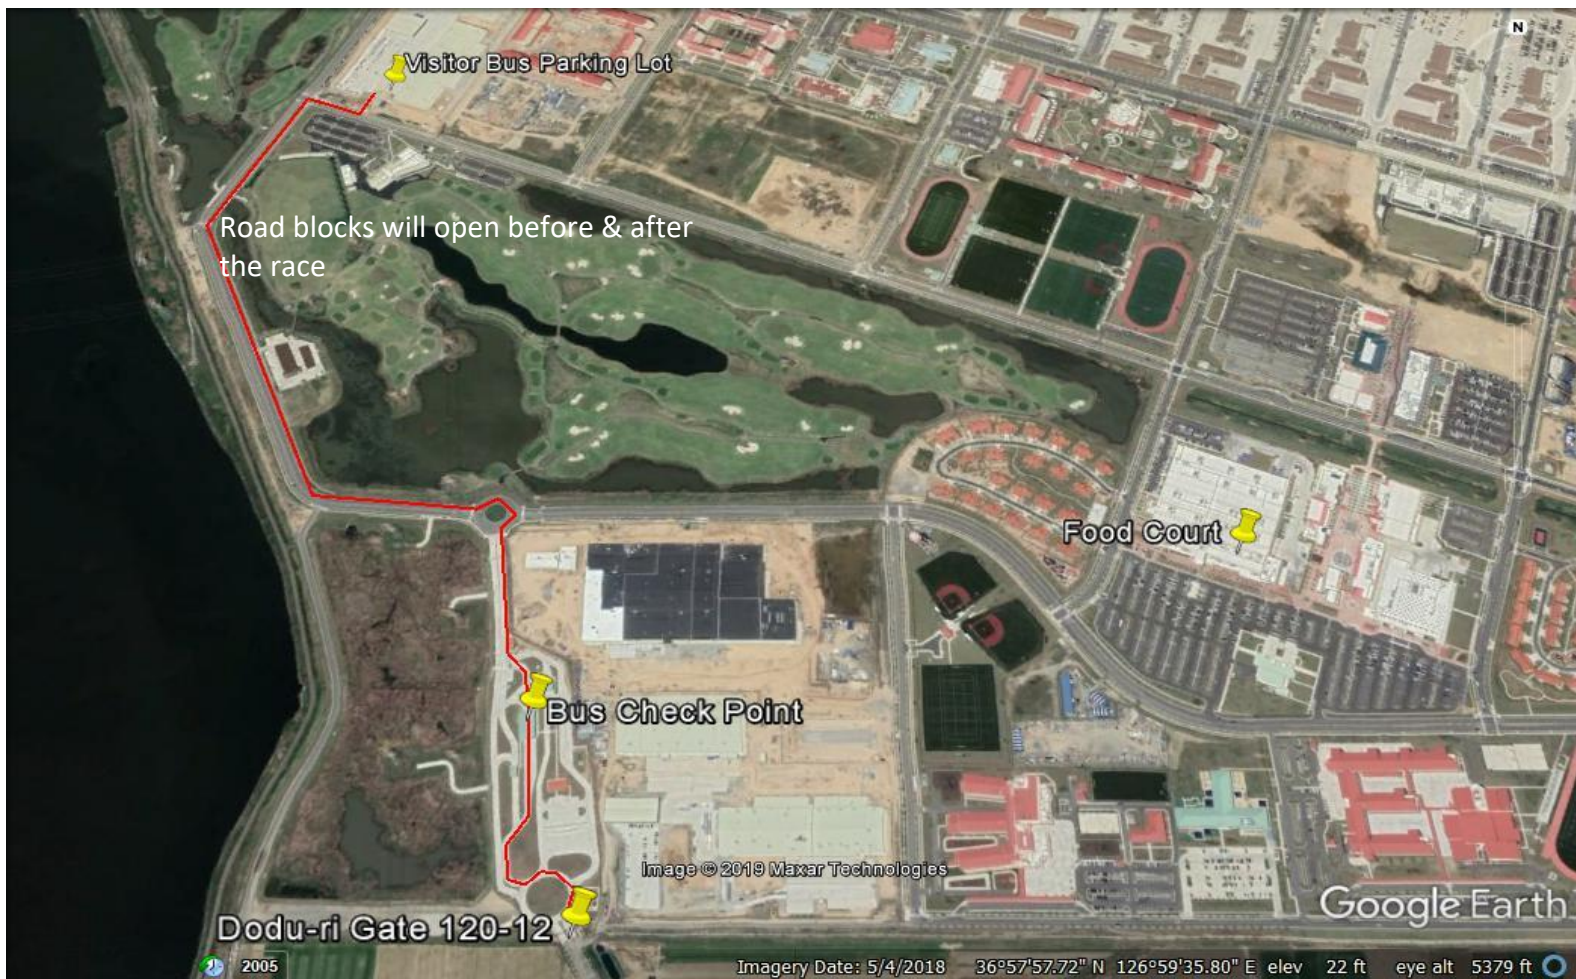 N
Visitor Bus Parking Lot
Road blocks will open before & after
the race
Food Court
Bus Check Point
Image © 2019 Maxar Technologies
Dodu-ri Gate 120-12
Google Earth
2005
Imagery Date: 5/4/2018 36°57'57.72" N 126°59'35.80" E elev 22 ft eye alt 5379 ft